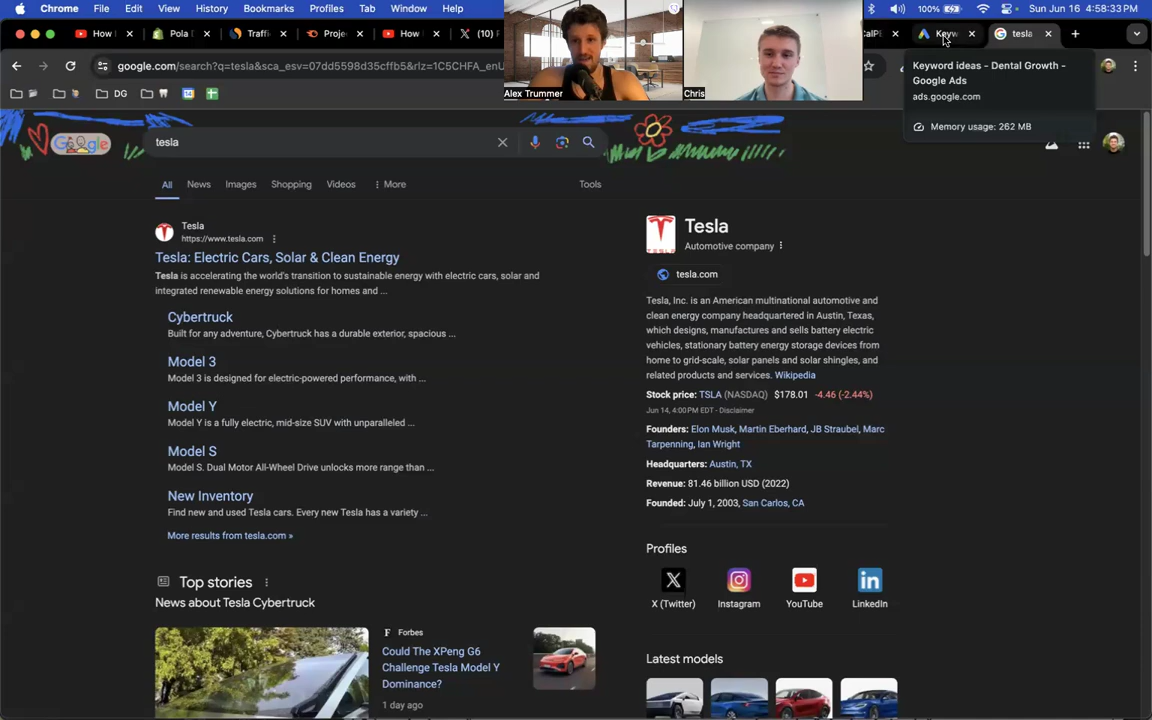 Chrome File Edit View History Bookmarks Profiles Tab Window Help
100% Sun Jun 16 4:58:33 PM
How I Pola Traffi Proje How I (10) CalPl Keyw tesla
google.com/search?q=tesla&sca_esv=07dd5598d35cffb5&rlz=1C5CHFA_enU
DG
Alex Trummer
Chris
Keyword ideas - Dental Growth -
Google Ads
ads.google.com
Memory usage: 262 MB
tesla
All News Images Shopping Videos More Tools
Tesla
https://www.tesla.com
Tesla: Electric Cars, Solar & Clean Energy
Tesla is accelerating the world's transition to sustainable energy with electric cars, solar and
integrated renewable energy solutions for homes and ...
Cybertruck
Built for any adventure, Cybertruck has a durable exterior, spacious ...
Model 3
Model 3 is designed for electric-powered performance, with ...
Model Y
Model Y is a fully electric, mid-size SUV with unparalleled ...
Model S
Model S. Dual Motor All-Wheel Drive unlocks more range than ...
New Inventory
Find new and used Tesla cars. Every new Tesla has a variety ...
More results from tesla.com »
Top stories
News about Tesla Cybertruck
Forbes
Could The XPeng G6
Challenge Tesla Model Y
Dominance?
1 day ago
Tesla
Automotive company
tesla.com
Tesla, Inc. is an American multinational automotive and
clean energy company headquartered in Austin, Texas,
which designs, manufactures and sells battery electric
vehicles, stationary battery energy storage devices from
home to grid-scale, solar panels and solar shingles, and
related products and services. Wikipedia
Stock price: TSLA (NASDAQ) $178.01 -4.46 (-2.44%)
Jun 14, 4:00 PM EDT - Disclaimer
Founders: Elon Musk, Martin Eberhard, JB Straubel, Marc
Tarpenning, Ian Wright
Headquarters: Austin, TX
Revenue: 81.46 billion USD (2022)
Founded: July 1, 2003, San Carlos, CA
Profiles
X (Twitter) Instagram YouTube LinkedIn
Latest models